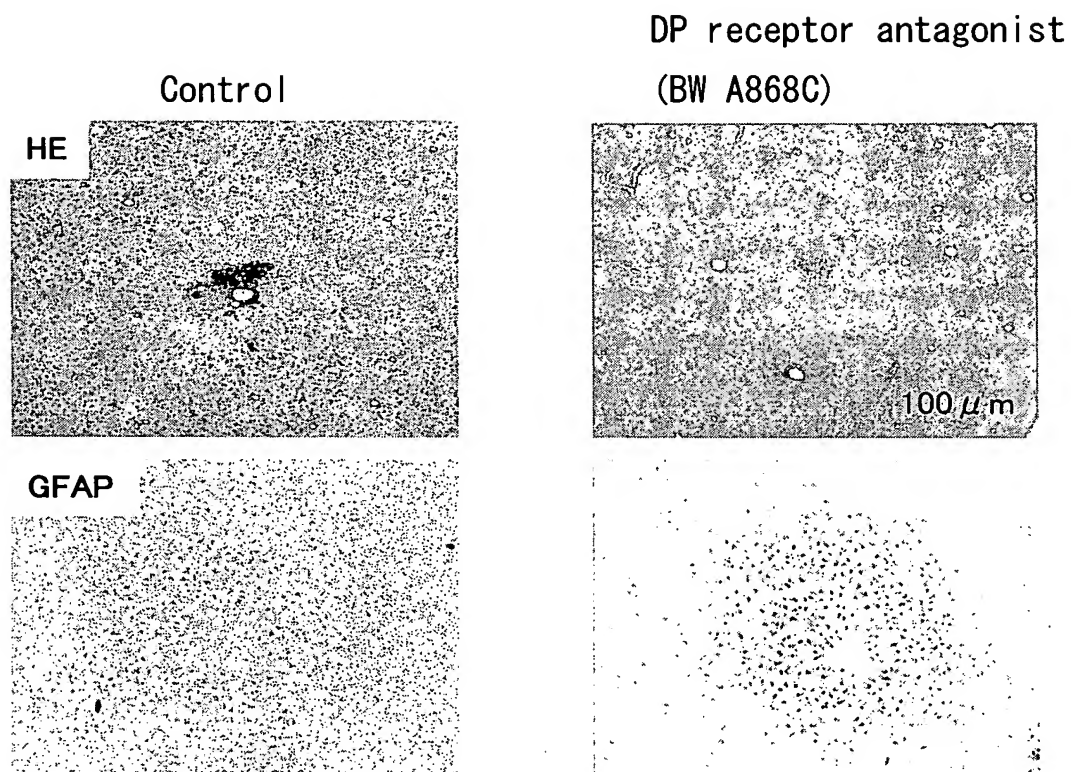 DP receptor antagonist
Control
(BW A868C)
HE
100 μm
GFAP